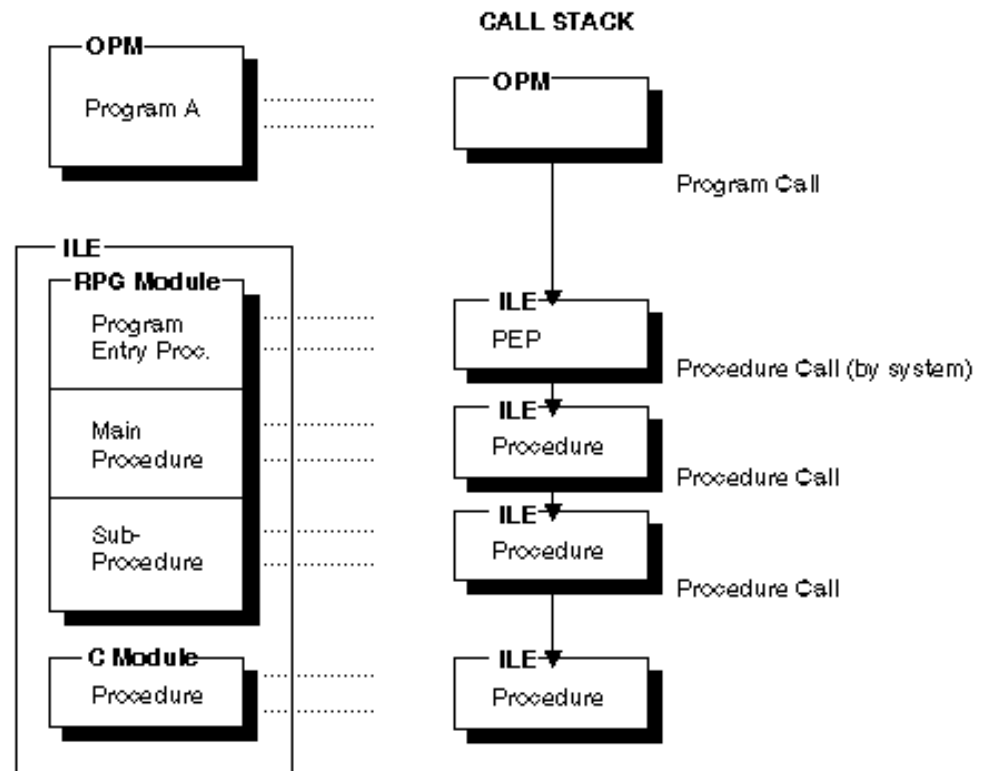 CALL STACK
OPM
Program A
OPM
Program Call
ILE
RPG Module
Program
Entry Proc.
ILE
PEP
Procedure Call (by system)
Main
Procedure
ILE
Procedure
Procedure Call
Sub-
Procedure
ILE
Procedure
Procedure Call
C Module
Procedure
ILE
Procedure